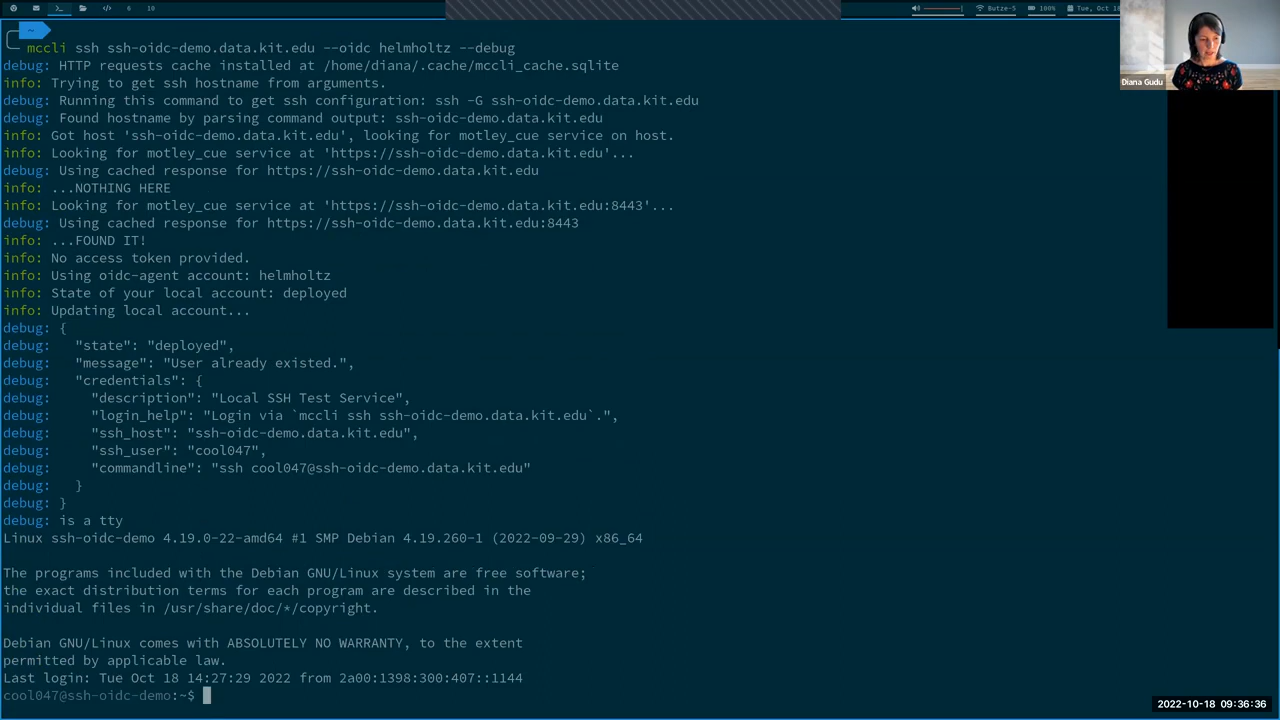 6 10
Butze-5 100% Tue, Oct 18
~
mccli ssh ssh-oidc-demo.data.kit.edu --oidc helmholtz --debug
debug: HTTP requests cache installed at /home/diana/.cache/mccli_cache.sqlite
info: Trying to get ssh hostname from arguments.
debug: Running this command to get ssh configuration: ssh -G ssh-oidc-demo.data.kit.edu
debug: Found hostname by parsing command output: ssh-oidc-demo.data.kit.edu
info: Got host 'ssh-oidc-demo.data.kit.edu', looking for motley_cue service on host.
info: Looking for motley_cue service at 'https://ssh-oidc-demo.data.kit.edu'...
debug: Using cached response for https://ssh-oidc-demo.data.kit.edu
info: ...NOTHING HERE
info: Looking for motley_cue service at 'https://ssh-oidc-demo.data.kit.edu:8443'...
debug: Using cached response for https://ssh-oidc-demo.data.kit.edu:8443
info: ...FOUND IT!
info: No access token provided.
info: Using oidc-agent account: helmholtz
info: State of your local account: deployed
info: Updating local account...
debug: {
debug:   "state": "deployed",
debug:   "message": "User already existed.",
debug:   "credentials": {
debug:     "description": "Local SSH Test Service",
debug:     "login_help": "Login via `mccli ssh ssh-oidc-demo.data.kit.edu`.",
debug:     "ssh_host": "ssh-oidc-demo.data.kit.edu",
debug:     "ssh_user": "cool047",
debug:     "commandline": "ssh cool047@ssh-oidc-demo.data.kit.edu"
debug:   }
debug: }
debug: is a tty
Linux ssh-oidc-demo 4.19.0-22-amd64 #1 SMP Debian 4.19.260-1 (2022-09-29) x86_64
The programs included with the Debian GNU/Linux system are free software;
the exact distribution terms for each program are described in the
individual files in /usr/share/doc/*/copyright.
Debian GNU/Linux comes with ABSOLUTELY NO WARRANTY, to the extent
permitted by applicable law.
Last login: Tue Oct 18 14:27:29 2022 from 2a00:1398:300:407::1144
cool047@ssh-oidc-demo:~$
Diana Gudu
2022-10-18 09:36:36